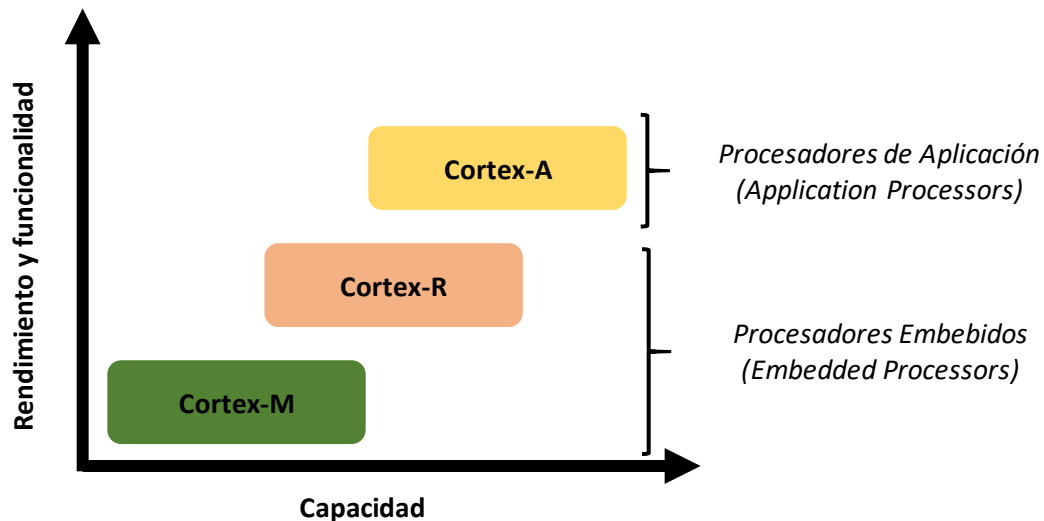 Rendimiento y funcionalidad
Cortex-A
Procesadores de Aplicación
(Application Processors)
Cortex-R
Procesadores Embebidos
(Embedded Processors)
Cortex-M
Capacidad